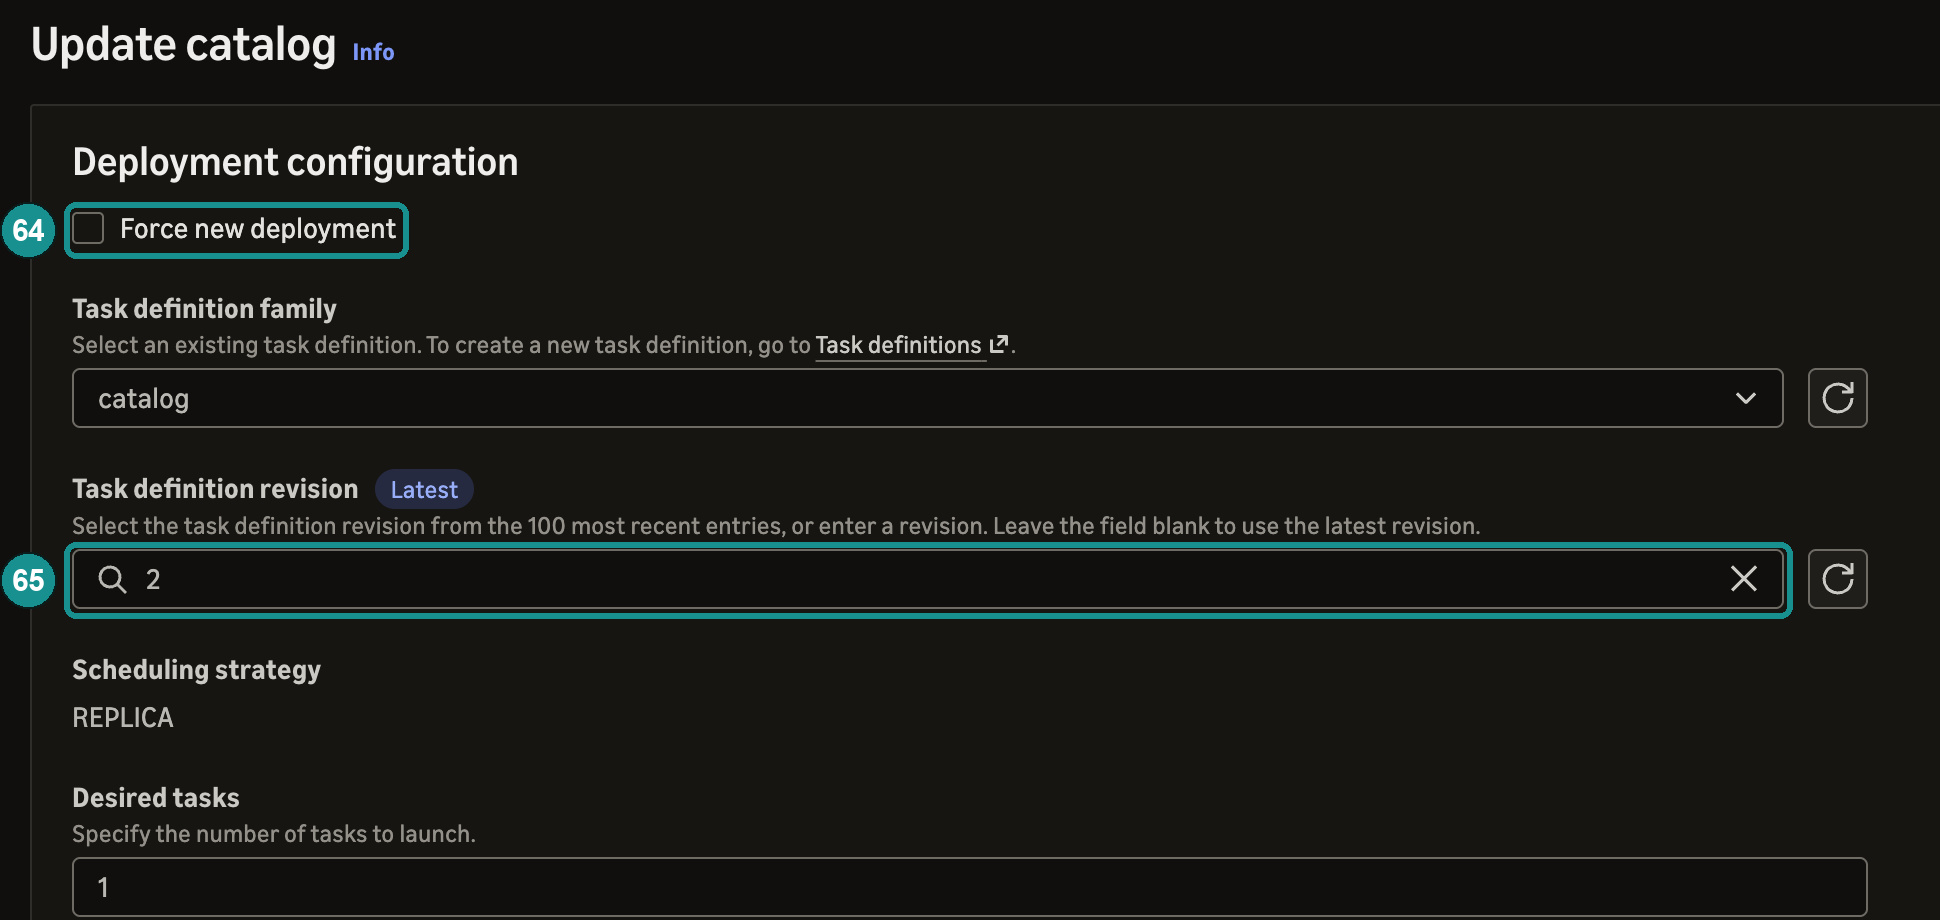 Update catalog Info
Deployment configuration
64 Force new deployment
Task definition family
Select an existing task definition. To create a new task definition, go to Task definitions .
catalog
Task definition revision Latest
Select the task definition revision from the 100 most recent entries, or enter a revision. Leave the field blank to use the latest revision.
65 2
Scheduling strategy
REPLICA
Desired tasks
Specify the number of tasks to launch.
1